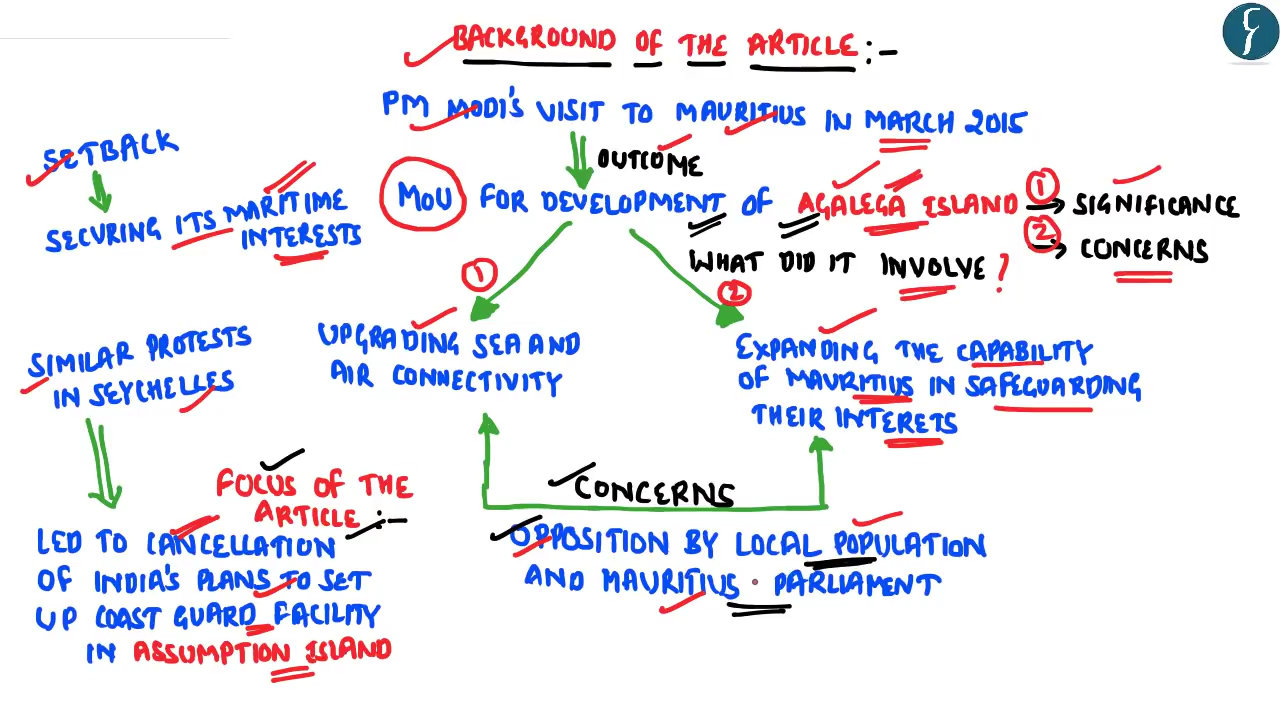 BACKGROUND OF THE ARTICLE :-
PM MODI'S VISIT TO MAURITIUS IN MARCH 2015
OUTCOME
MOU FOR DEVELOPMENT OF AGALEGA ISLAND
① → SIGNIFICANCE
② → CONCERNS
WHAT DID IT INVOLVE ?
①
UPGRADING SEA AND
AIR CONNECTIVITY
②
EXPANDING THE CAPABILITY
OF MAURITIUS IN SAFEGUARDING
THEIR INTERETS
CONCERNS
OPPOSITION BY LOCAL POPULATION
AND MAURITIUS PARLIAMENT
SETBACK
SECURING ITS MARITIME
INTERESTS
SIMILAR PROTESTS
IN SEYCHELLES
FOCUS OF THE
ARTICLE :-
LED TO CANCELLATION
OF INDIA'S PLANS TO SET
UP COAST GUARD FACILITY
IN ASSUMPTION ISLAND